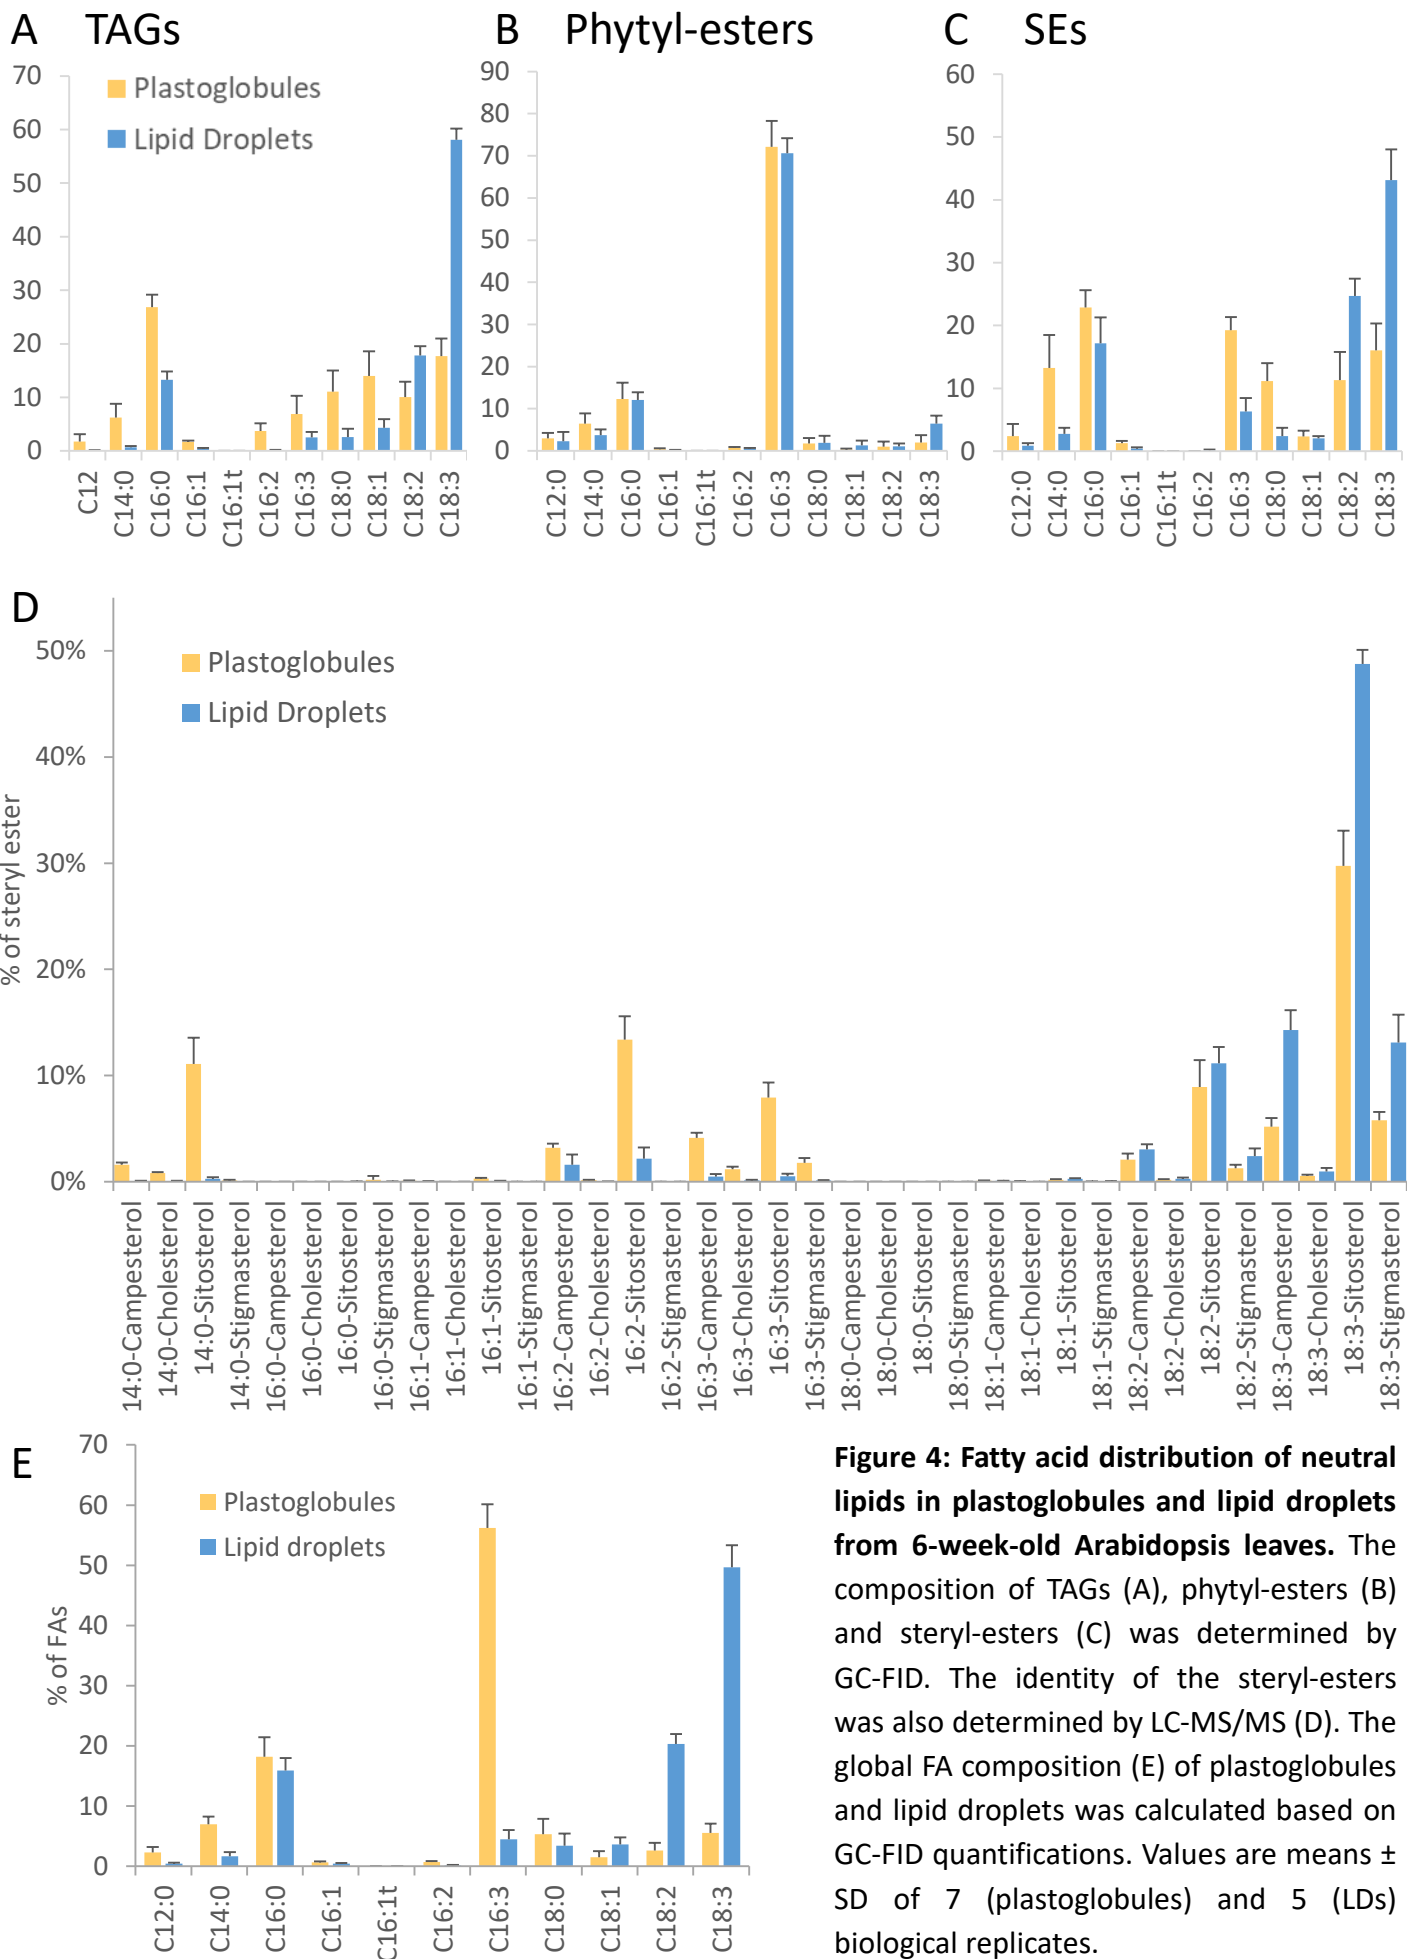 A TAGs
B Phytyl-esters
C SEs
Plastoglobules
Lipid Droplets
70
60
50
40
30
20
10
0
C12
C14:0
C16:0
C16:1
C16:1t
C16:2
C16:3
C18:0
C18:1
C18:2
C18:3
90
80
70
60
50
40
30
20
10
0
C12:0
C14:0
C16:0
C16:1
C16:1t
C16:2
C16:3
C18:0
C18:1
C18:2
C18:3
60
50
40
30
20
10
0
C12:0
C14:0
C16:0
C16:1
C16:1t
C16:2
C16:3
C18:0
C18:1
C18:2
C18:3
D
Plastoglobules
Lipid Droplets
% of steryl ester
50%
40%
30%
20%
10%
0%
14:0-Campesterol
14:0-Cholesterol
14:0-Sitosterol
14:0-Stigmasterol
16:0-Campesterol
16:0-Cholesterol
16:0-Sitosterol
16:0-Stigmasterol
16:1-Campesterol
16:1-Cholesterol
16:1-Sitosterol
16:1-Stigmasterol
16:2-Campesterol
16:2-Cholesterol
16:2-Sitosterol
16:2-Stigmasterol
16:3-Campesterol
16:3-Cholesterol
16:3-Sitosterol
16:3-Stigmasterol
18:0-Campesterol
18:0-Cholesterol
18:0-Sitosterol
18:0-Stigmasterol
18:1-Campesterol
18:1-Cholesterol
18:1-Sitosterol
18:1-Stigmasterol
18:2-Campesterol
18:2-Cholesterol
18:2-Sitosterol
18:2-Stigmasterol
18:3-Campesterol
18:3-Cholesterol
18:3-Sitosterol
18:3-Stigmasterol
E
Plastoglobules
Lipid droplets
% of FAs
70
60
50
40
30
20
10
0
C12:0
C14:0
C16:0
C16:1
C16:1t
C16:2
C16:3
C18:0
C18:1
C18:2
C18:3
Figure 4: Fatty acid distribution of neutral
lipids in plastoglobules and lipid droplets
from 6-week-old Arabidopsis leaves. The
composition of TAGs (A), phytyl-esters (B)
and steryl-esters (C) was determined by
GC-FID. The identity of the steryl-esters
was also determined by LC-MS/MS (D). The
global FA composition (E) of plastoglobules
and lipid droplets was calculated based on
GC-FID quantifications. Values are means ±
SD of 7 (plastoglobules) and 5 (LDs)
biological replicates.